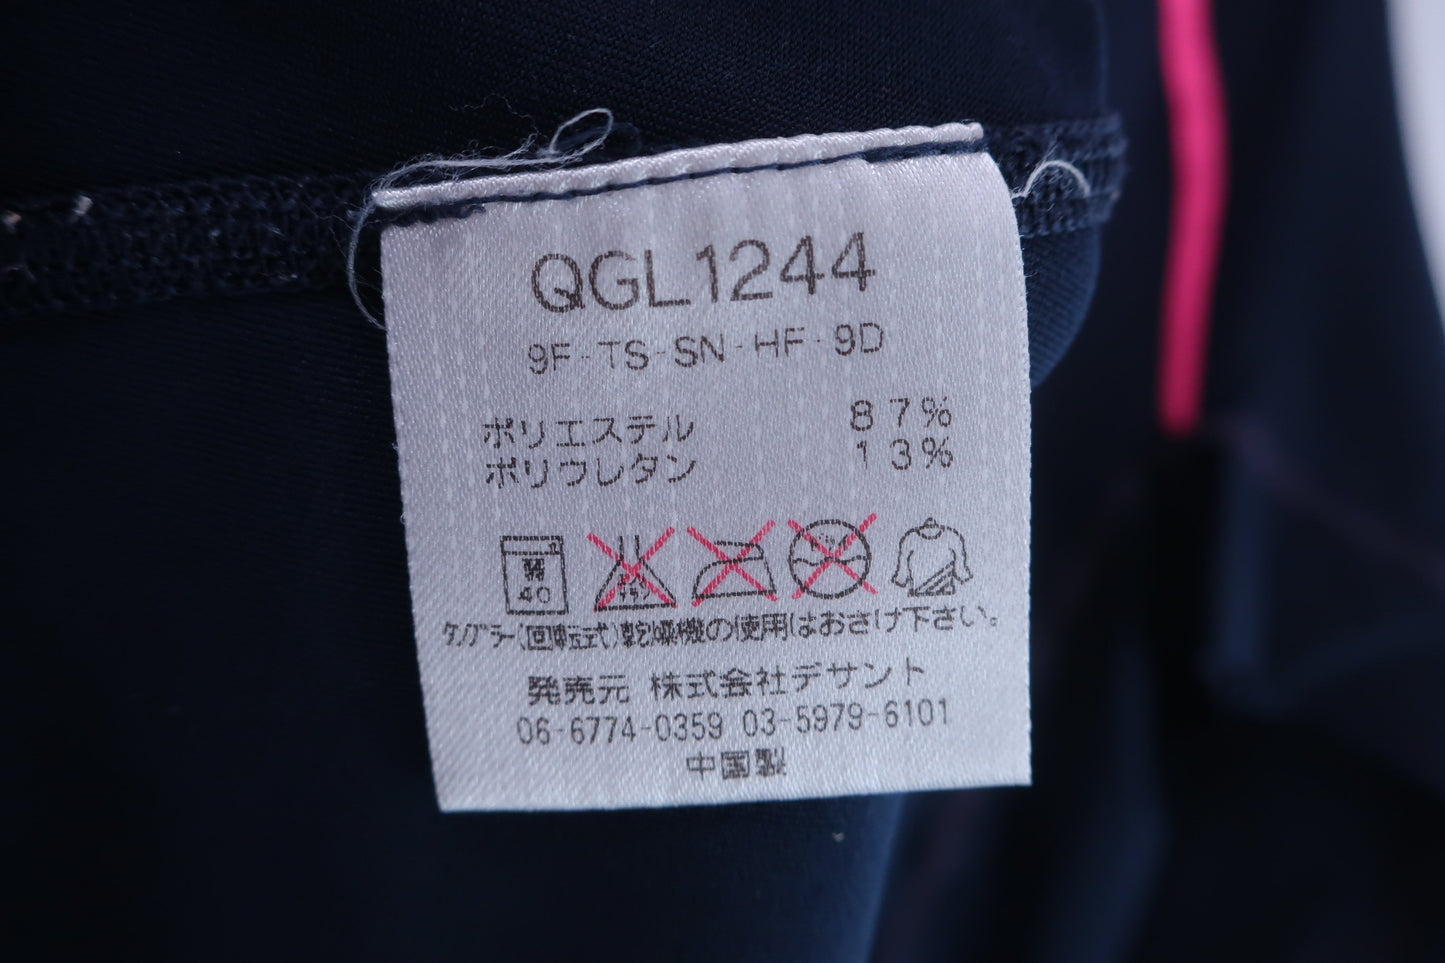 QGL1244
9F-TS-SN-HF-9D
ポリエステル 87%
ポリウレタン 13%
弱 40
タンブラー(回転式)乾燥機の使用はおさけ下さい。
発売元 株式会社デサント
06-6774-0359 03-5979-6101
中国製